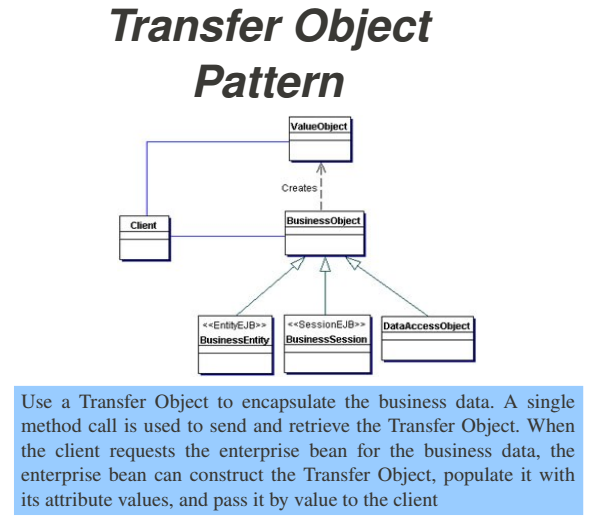 Transfer Object
Pattern
ValueObject
Creates
Client
BusinessObject
<<EntityEJB>>
BusinessEntity
<<SessionEJB>>
BusinessSession
DataAccessObject
Use a Transfer Object to encapsulate the business data. A single
method call is used to send and retrieve the Transfer Object. When
the client requests the enterprise bean for the business data, the
enterprise bean can construct the Transfer Object, populate it with
its attribute values, and pass it by value to the client